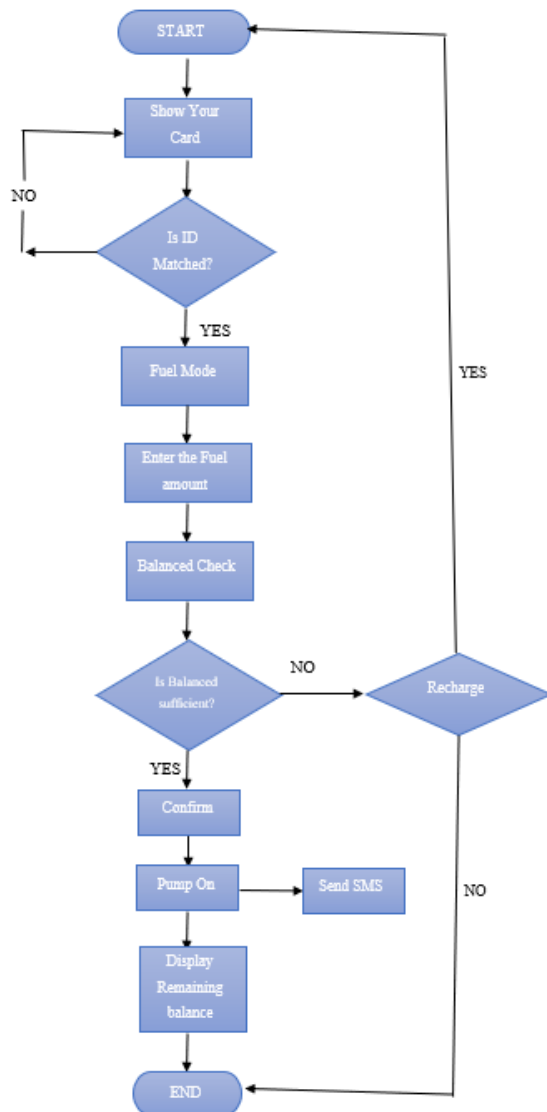 START
Show Your
Card
NO
Is ID
Matched?
YES
Fuel Mode
YES
Enter the Fuel
amount
Balanced Check
Is Balanced
sufficient?
NO
Recharge
YES
Confirm
Pump On
Send SMS
NO
Display
Remaining
balance
END